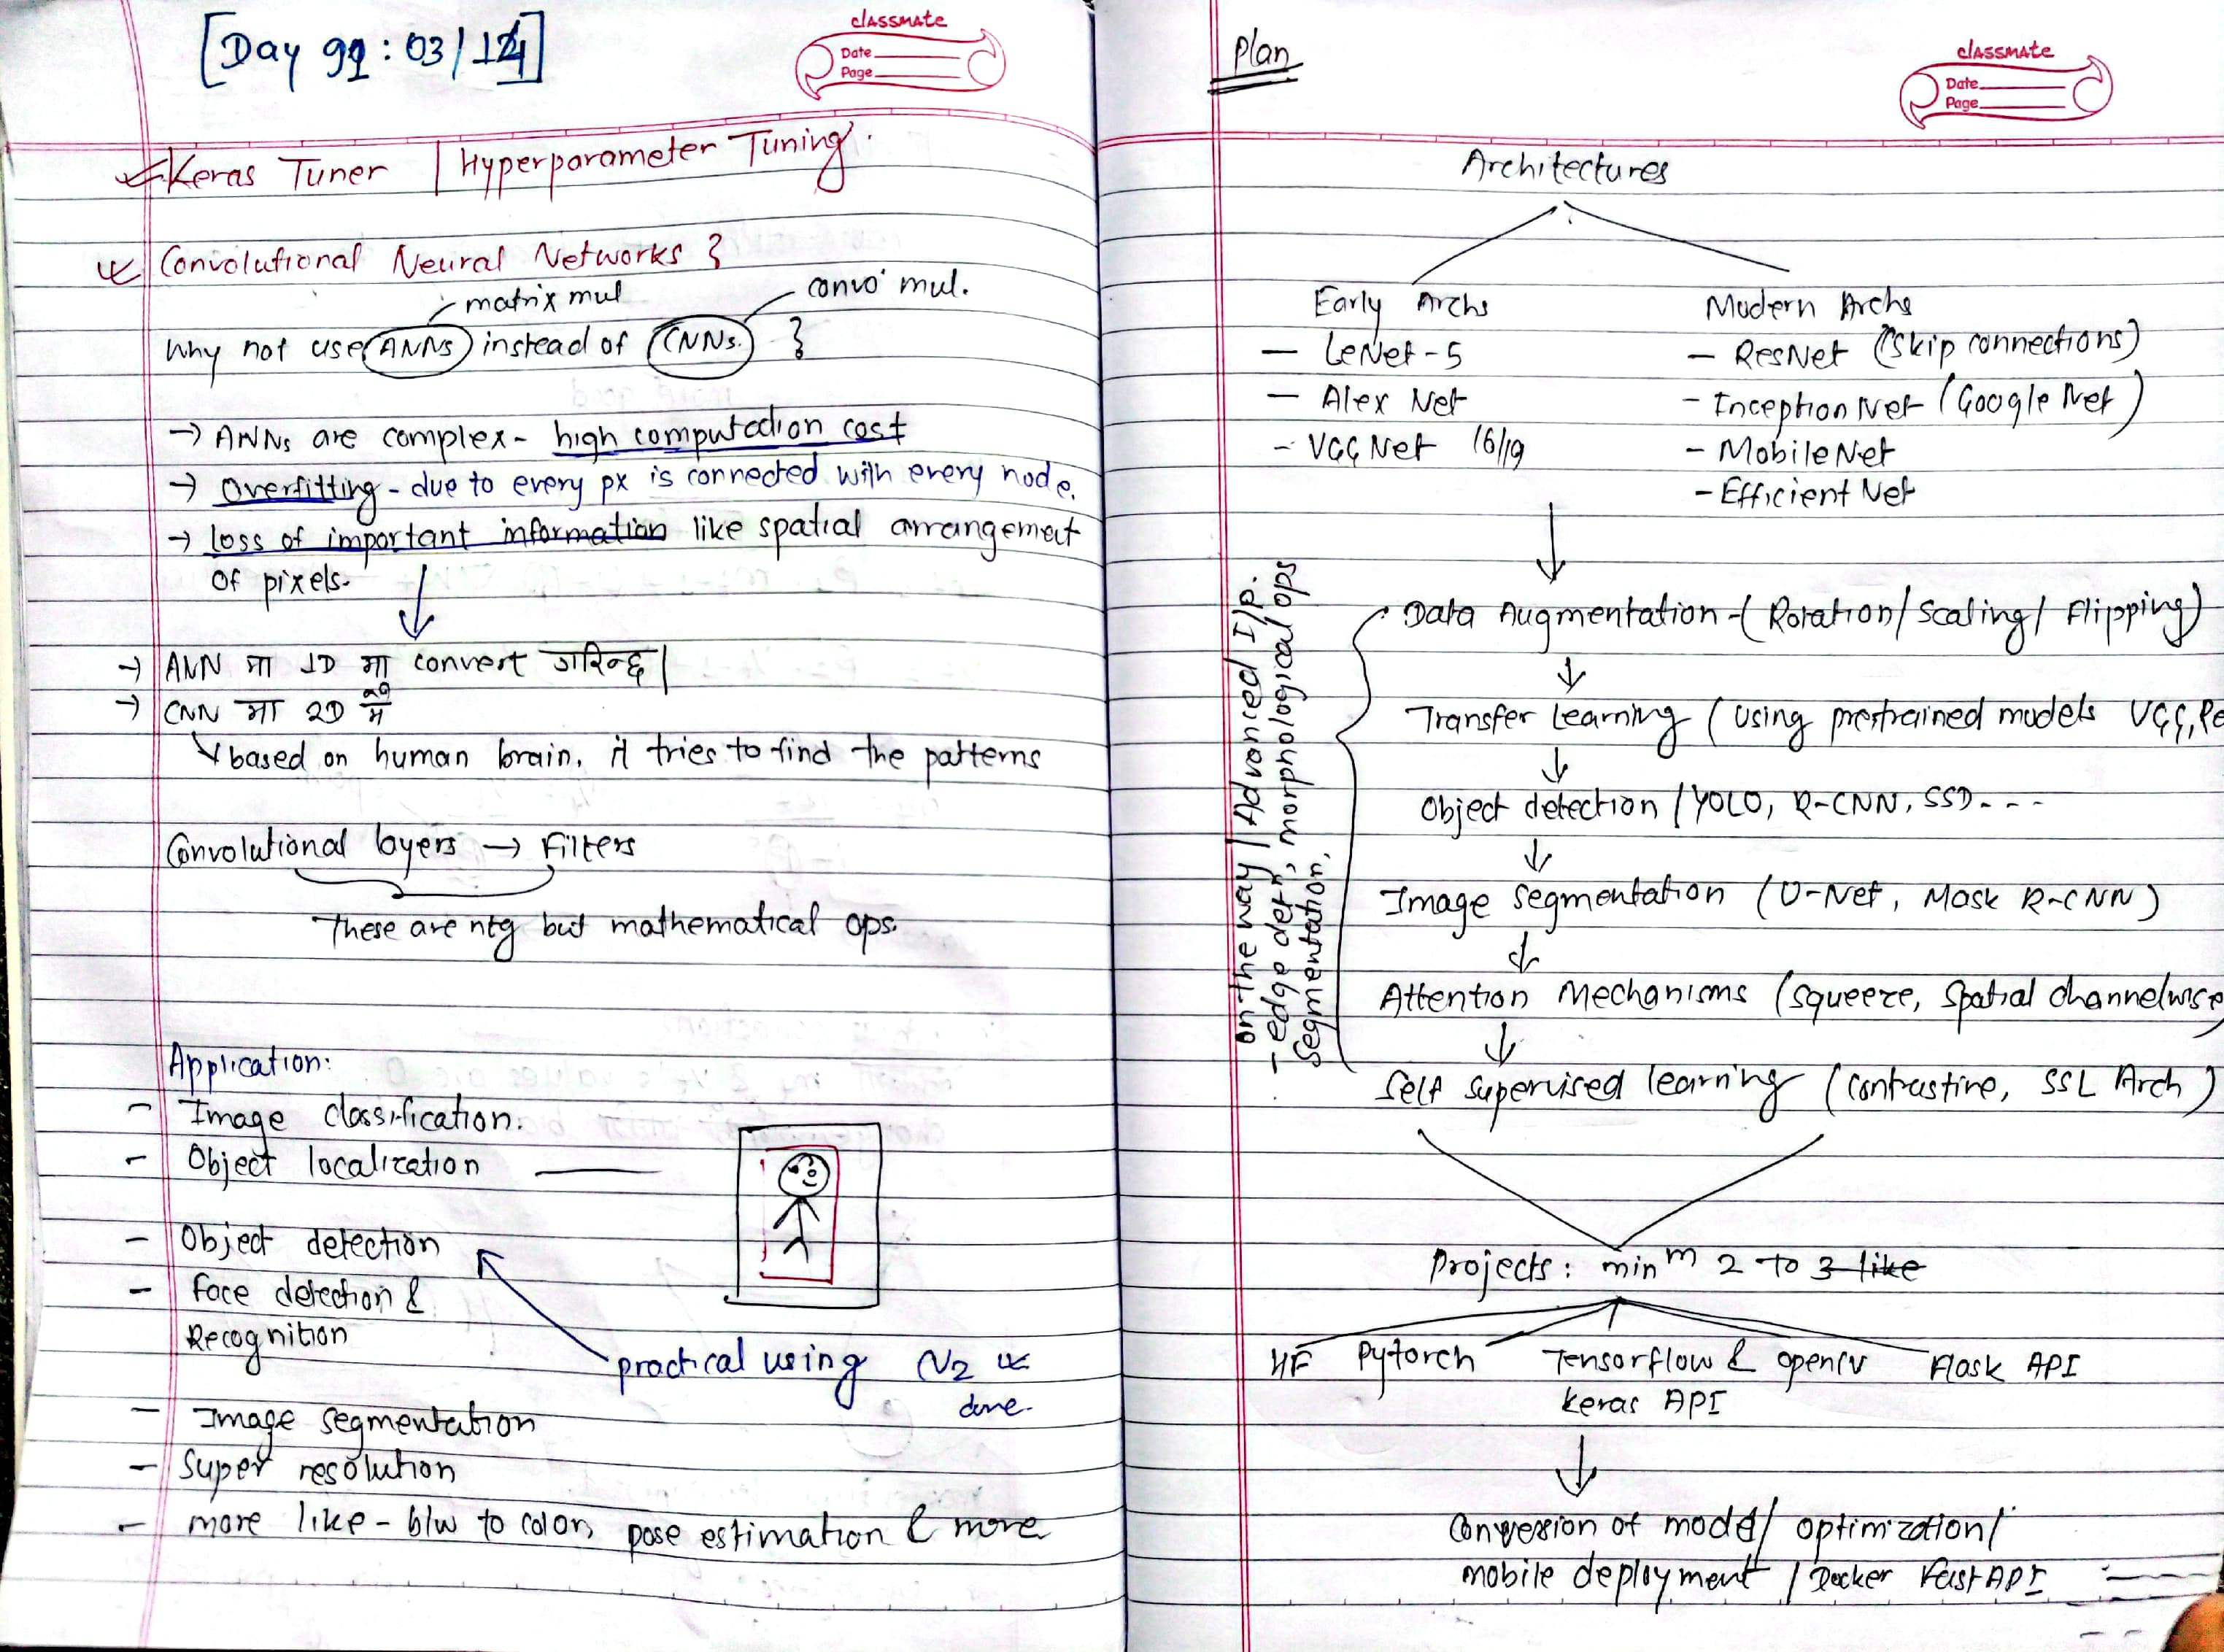 [Day 99 : 03/124]
classmate
Date
Page
Keras Tuner | Hyperparameter Tuning.
Convolutional Neural Networks }
matrix mul
convo mul.
Why not use ANNs instead of CNNs. }
→ ANNs are complex - high computation cost
→ Overfitting - due to every px is connected with every node.
→ loss of important information like spatial arrangement
of pixels.
→ ANN मा 1D मा convert गरिन्छ|
→ CNN मा 2D
based on human brain, it tries to find the patterns
Convolutional layers → Filters
These are ntg but mathematical ops.
Application:
- Image classification.
- Object localization
- Object detection
- Face detection &
Recognition
practical using N2
done.
- Image segmentation
- Super resolution
- more like - b/w to color, pose estimation & more
Plan
classmate
Date
Page
Architectures
Early Archs
- LeNet-5
- Alex Net
- VGG Net 16/19
Modern Archs
- ResNet (skip connections)
- Inception Net (Google Net)
- MobileNet
- Efficient Net
on the way | Advanced I/P.
- edge detn, morphological ops
Segmentation.
Data Augmentation - (Rotation/ Scaling/ Flipping)
↓
Transfer learning (using pretrained models VGG, Re
↓
Object detection / YOLO, R-CNN, SSD - - -
↓
Image segmentation (U-Net, Mask R-CNN)
↓
Attention Mechanisms (squeeze, Spatial channelwise
↓
Self supervised learning (contrastive, SSL Arch)
Projects : minm 2 to 3 like
HF Pytorch Tensorflow & opencv Flask API
keras API
↓
Conversion of model/ optimization/
mobile deployment / Docker FastAPI